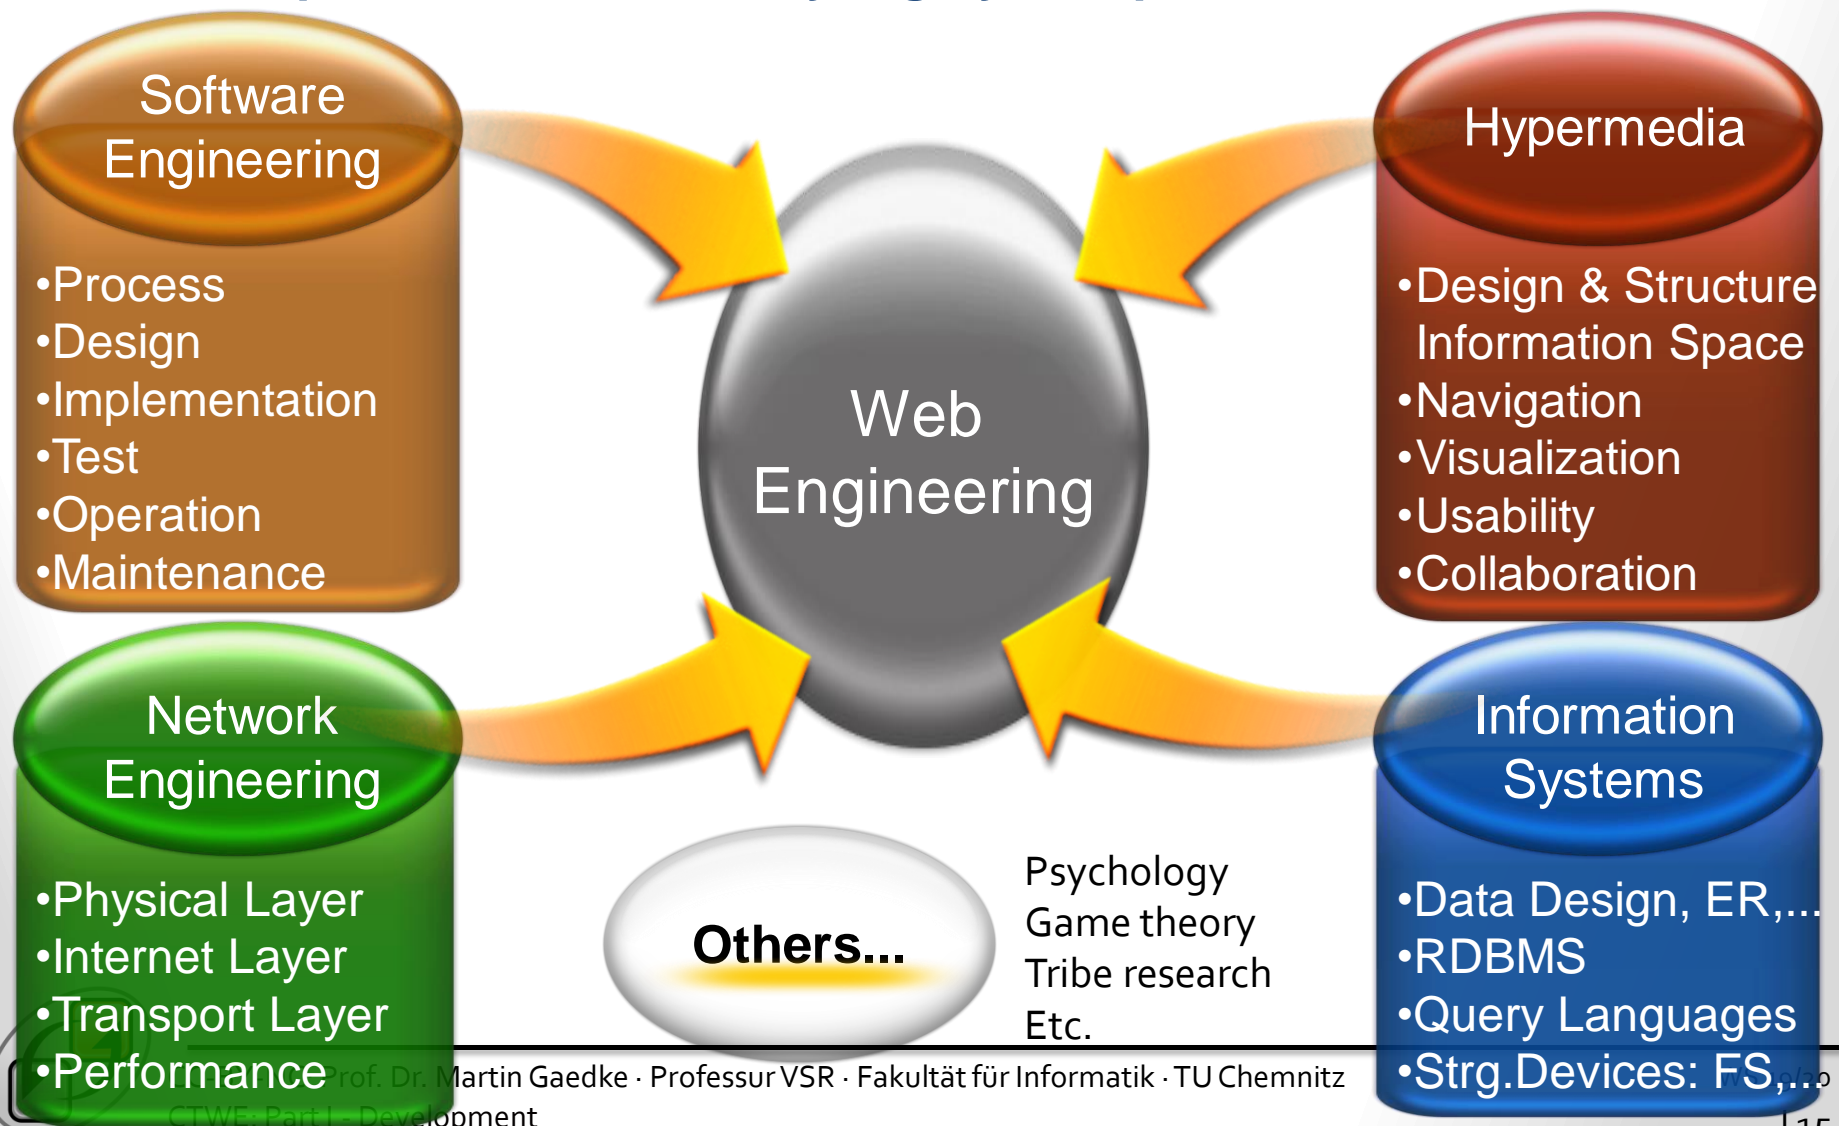 Software
Engineering
•Process
•Design
•Implementation
•Test
•Operation
•Maintenance
Hypermedia
•Design & Structure
Information Space
•Navigation
•Visualization
•Usability
•Collaboration
Web
Engineering
Network
Engineering
•Physical Layer
•Internet Layer
•Transport Layer
•Performance
Information
Systems
•Data Design, ER,...
•RDBMS
•Query Languages
•Strg.Devices: FS,...
Others...
Psychology
Game theory
Tribe research
Etc.
Prof. Dr. Martin Gaedke · Professur VSR · Fakultät für Informatik · TU Chemnitz
CTWE: Part I - Development
15